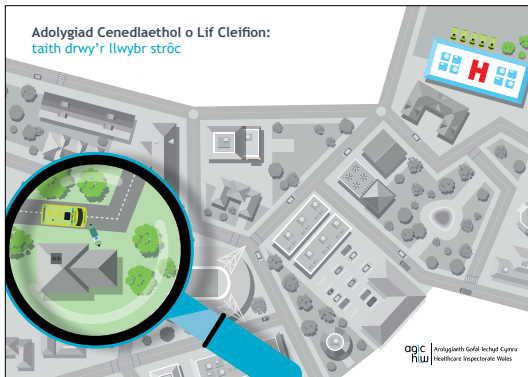 Adolygiad Cenedlaethol o Lif Cleifion:
taith drwy'r llwybr strôc
H
agic Arolygiaeth Gofal Iechyd Cymru
hiw Healthcare Inspectorate Wales